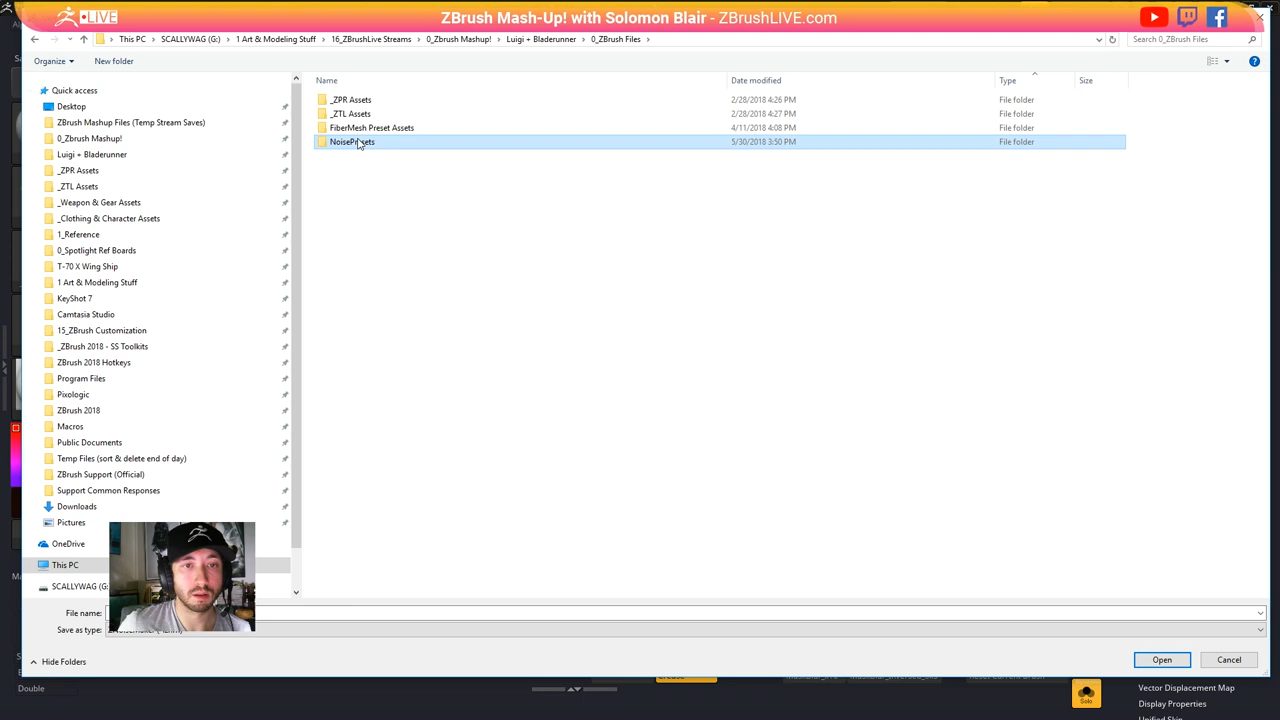 LIVE
ZBrush Mash-Up! with Solomon Blair - ZBrushLIVE.com
This PC > SCALLYWAG (G:) > 1 Art & Modeling Stuff > 16_ZBrushLive Streams > 0_Zbrush Mashup! > Luigi + Bladerunner > 0_ZBrush Files >
Search 0_ZBrush Files
Organize
New folder
Name
Date modified
Type
Size
Quick access
Desktop
ZBrush Mashup Files (Temp Stream Saves)
0_Zbrush Mashup!
Luigi + Bladerunner
_ZPR Assets
_ZTL Assets
_Weapon & Gear Assets
_Clothing & Character Assets
1_Reference
0_Spotlight Ref Boards
T-70 X Wing Ship
1 Art & Modeling Stuff
KeyShot 7
Camtasia Studio
15_ZBrush Customization
_ZBrush 2018 - SS Toolkits
ZBrush 2018 Hotkeys
Program Files
Pixologic
ZBrush 2018
Macros
Public Documents
Temp Files (sort & delete end of day)
ZBrush Support (Official)
Support Common Responses
Downloads
Pictures
OneDrive
This PC
SCALLYWAG (G:
_ZPR Assets 2/28/2018 4:26 PM File folder
_ZTL Assets 2/28/2018 4:27 PM File folder
FiberMesh Preset Assets 4/11/2018 4:08 PM File folder
NoisePresets 5/30/2018 3:50 PM File folder
File name:
Save as type:
Hide Folders
Open
Cancel
Double
Solo
Vector Displacement Map
Display Properties
Unified Skin